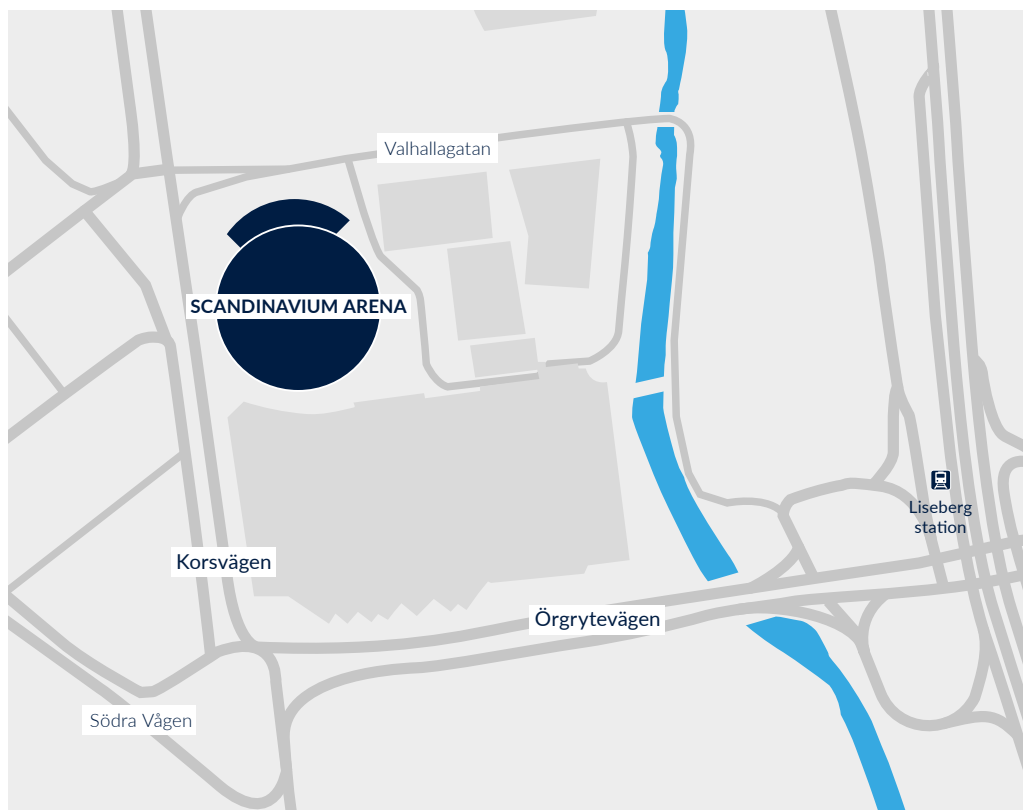 Valhallagatan
SCANDINAVIUM ARENA
Liseberg
station
Korsvägen
Örgrytevägen
Södra Vågen